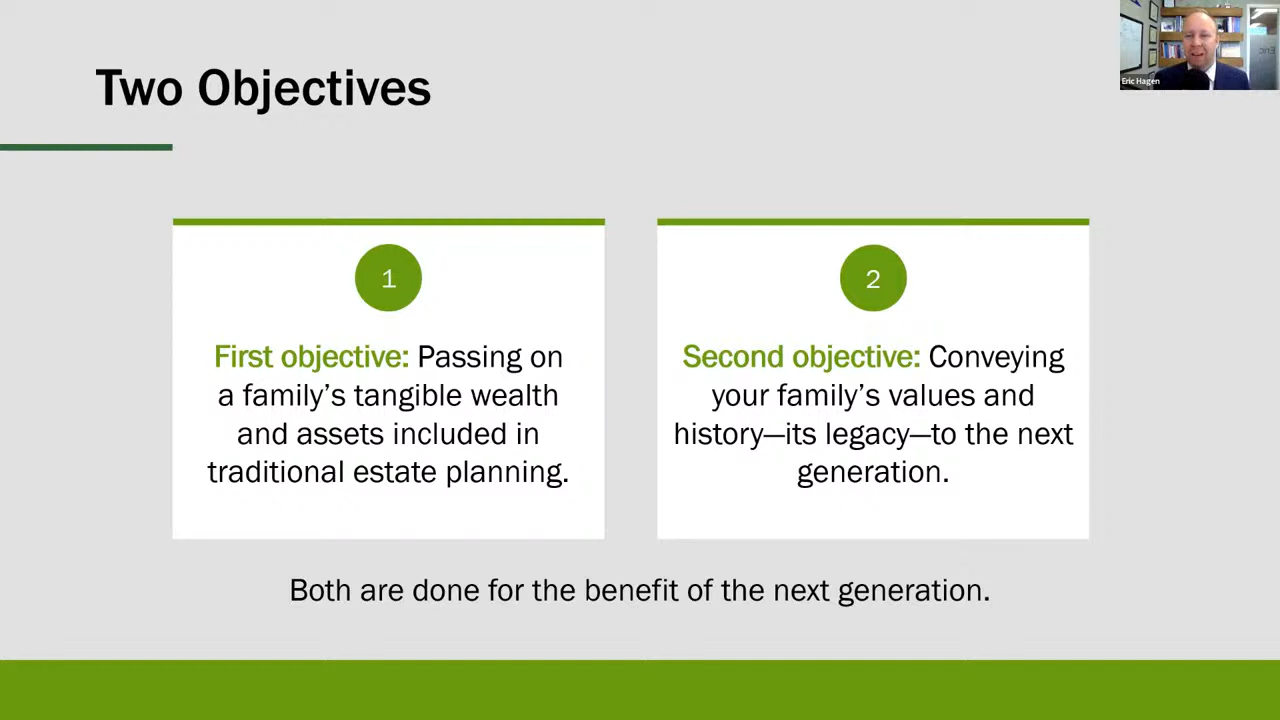 Two Objectives
Eric Hagen
1
First objective: Passing on
a family’s tangible wealth
and assets included in
traditional estate planning.
2
Second objective: Conveying
your family’s values and
history—its legacy—to the next
generation.
Both are done for the benefit of the next generation.